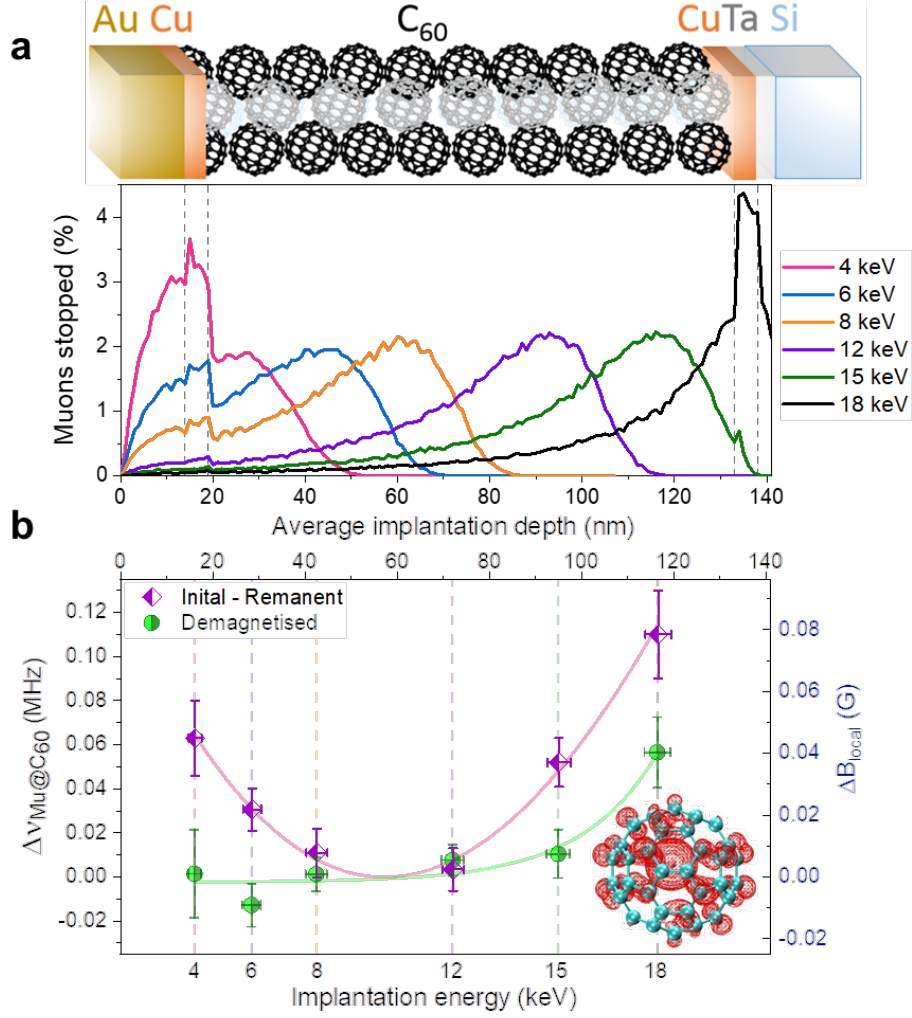 a
Au Cu C60 CuTa Si
Muons stopped (%)
4
3
2
1
0
0 20 40 60 80 100 120 140
Average implantation depth (nm)
4 keV
6 keV
8 keV
12 keV
15 keV
18 keV
b
0 20 40 60 80 100 120 140
Inital - Remanent
Demagnetised
ΔνMu@C60 (MHz)
0.12
0.10
0.08
0.06
0.04
0.02
0.00
-0.02
ΔBlocal (G)
0.08
0.06
0.04
0.02
0.00
-0.02
4 6 8 12 15 18
Implantation energy (keV)